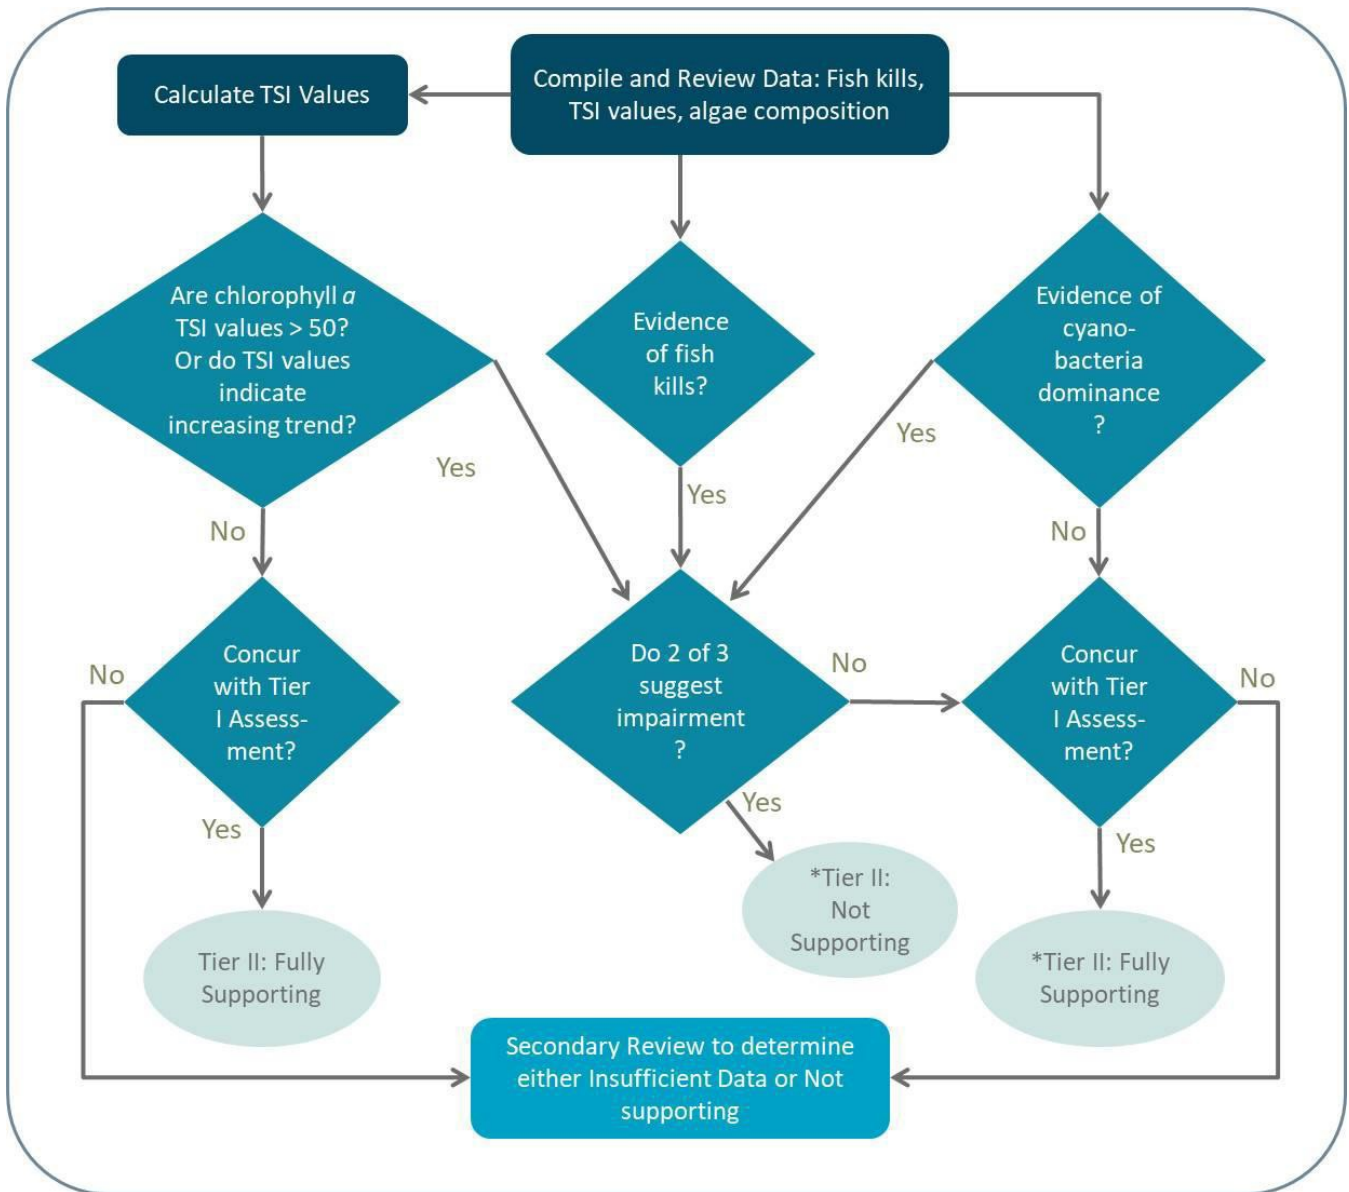 Calculate TSI Values
Compile and Review Data: Fish kills,
TSI values, algae composition
Are chlorophyll a
TSI values > 50?
Or do TSI values
indicate
increasing trend?
Evidence
of fish
kills?
Evidence of
cyano-
bacteria
dominance
?
Yes
Yes
Yes
No
No
Concur
with Tier
I Assess-
ment?
No
Yes
Do 2 of 3
suggest
impairment
?
No
Yes
Concur
with Tier
I Assess-
ment?
No
Yes
*Tier II:
Not
Supporting
Tier II: Fully
Supporting
*Tier II: Fully
Supporting
Secondary Review to determine
either Insufficient Data or Not
supporting